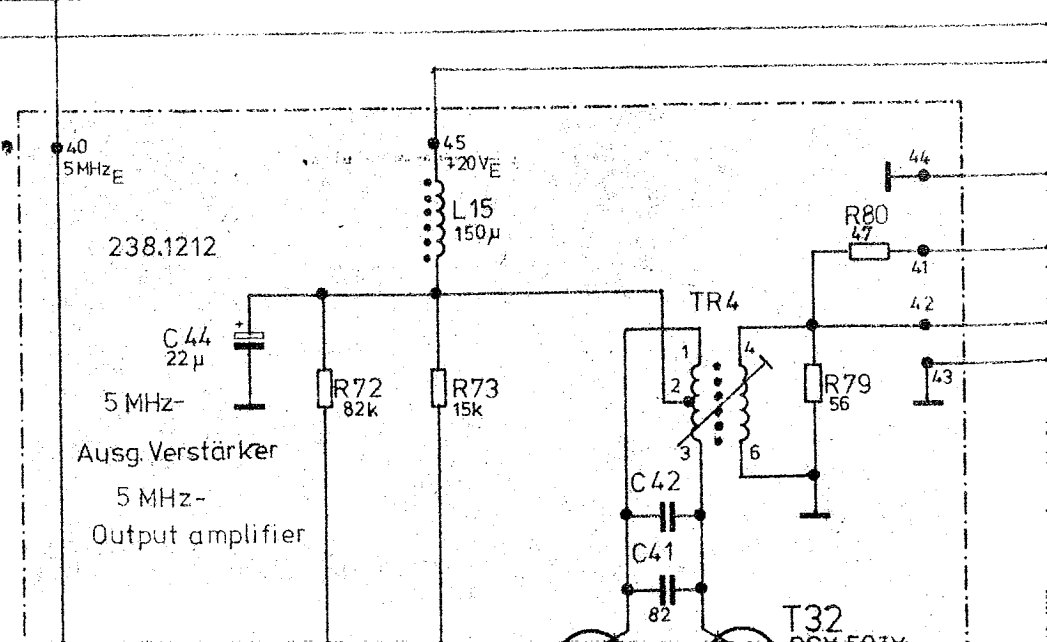 40
5MHzE
45
+20VE
44
L15
150µ
R80
47
41
238.1212
TR4
42
C44
+
22µ
1
4
43
R72
82k
R73
15k
2
R79
56
5 MHz-
Ausg. Verstärker
5 MHz-
Output amplifier
3
6
C42
C41
82
T32